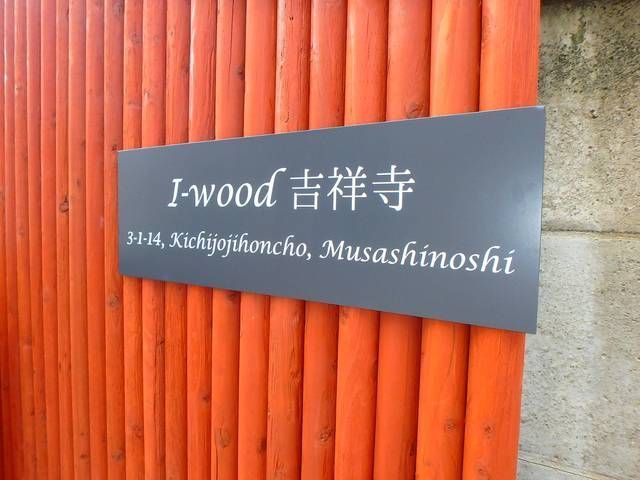 I-wood 吉祥寺
3-1-14, Kichijojihoncho, Musashinoshi